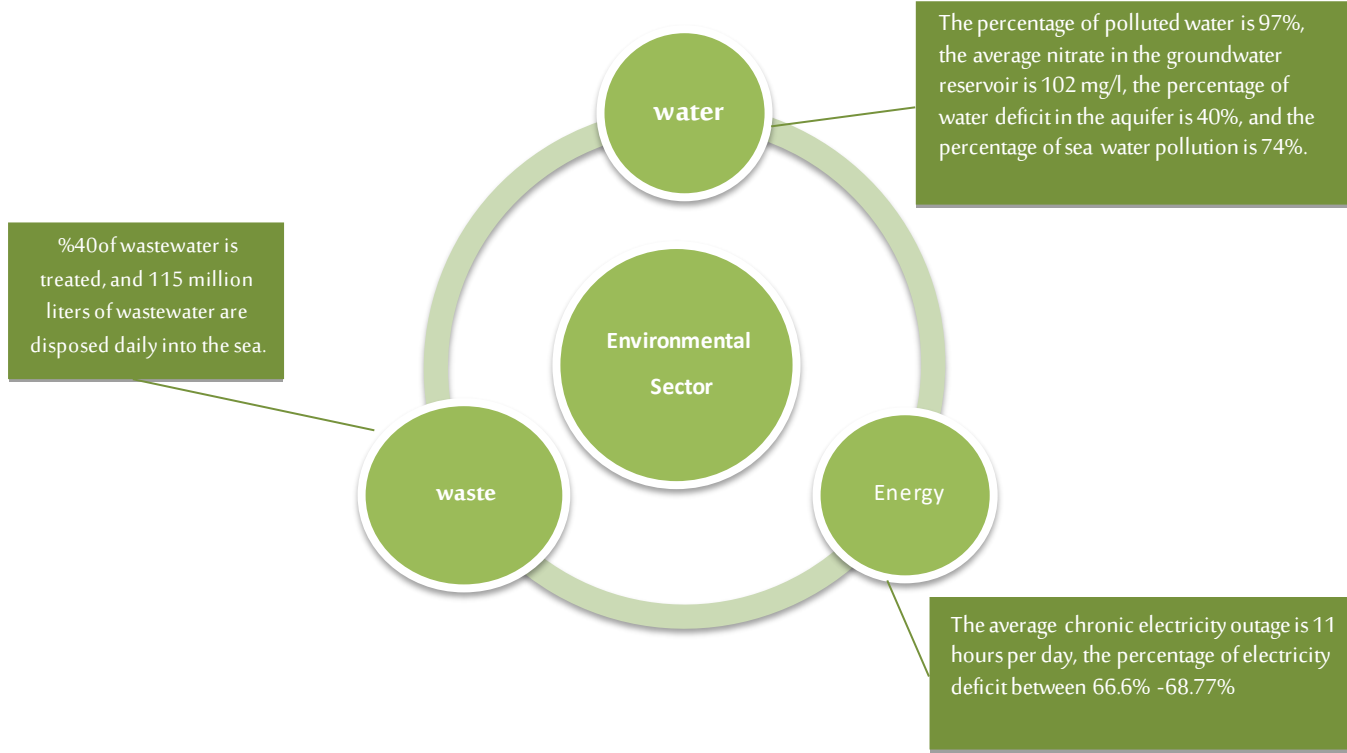 The percentage of polluted water is 97%,
the average nitrate in the groundwater
reservoir is 102 mg/l, the percentage of
water deficit in the aquifer is 40%, and the
percentage of sea water pollution is 74%.
water
%40of wastewater is
treated, and 115 million
liters of wastewater are
disposed daily into the sea.
Environmental
Sector
waste
Energy
The average chronic electricity outage is 11
hours per day, the percentage of electricity
deficit between 66.6% -68.77%